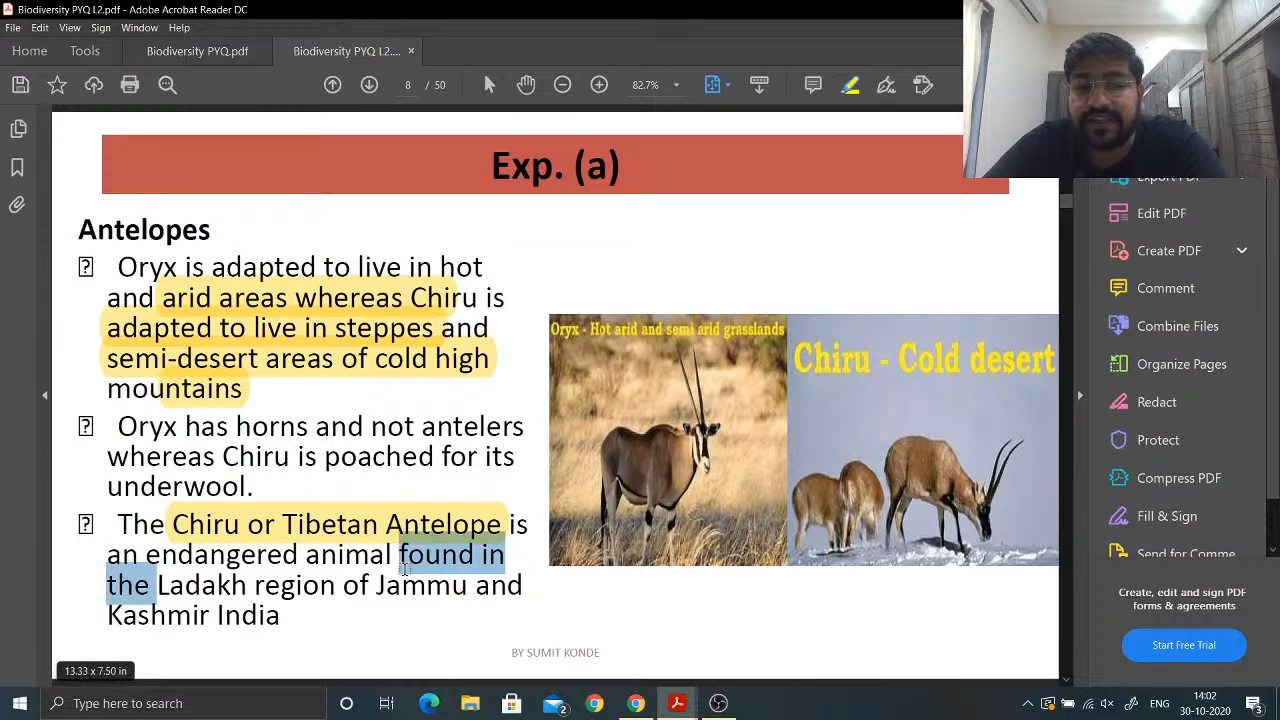 Biodiversity PYQ L2.pdf - Adobe Acrobat Reader DC
File Edit View Sign Window Help
Home Tools Biodiversity PYQ.pdf Biodiversity PYQ L2.... ×
8 / 50 82.7%
Export PDF
Exp. (a)
Edit PDF
Antelopes
Create PDF
Oryx is adapted to live in hot
and arid areas whereas Chiru is
adapted to live in steppes and
semi-desert areas of cold high
mountains
Oryx has horns and not antelers
whereas Chiru is poached for its
underwool.
The Chiru or Tibetan Antelope is
an endangered animal found in
the Ladakh region of Jammu and
Kashmir India
Oryx - Hot arid and semi arid grasslands
Chiru - Cold desert
BY SUMIT KONDE
13.33 x 7.50 in
Comment
Combine Files
Organize Pages
Redact
Protect
Compress PDF
Fill & Sign
Send for Comme
Create, edit and sign PDF
forms & agreements
Start Free Trial
Type here to search
2
ENG
14:02
30-10-2020
3